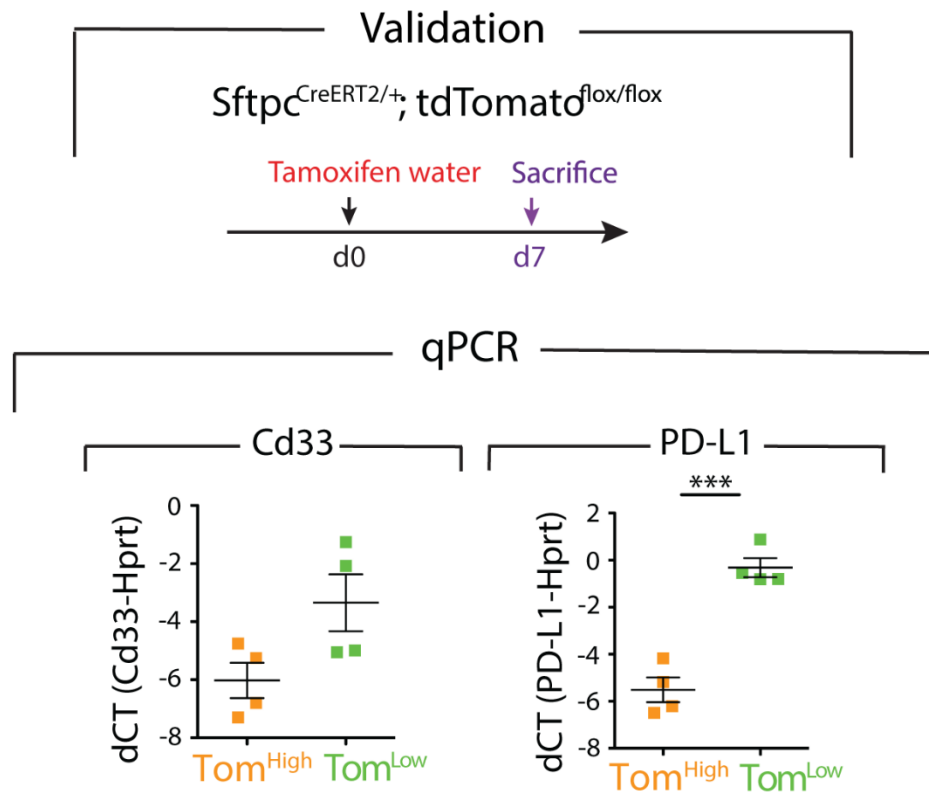 Validation
Sftpc^CreERT2/+; tdTomato^flox/flox
Tamoxifen water Sacrifice
d0 d7
qPCR
Cd33
dCT (Cd33-Hprt)
0
-2
-4
-6
-8
Tom^High Tom^Low
PD-L1
***
dCT (PD-L1-Hprt)
2
0
-2
-4
-6
-8
Tom^High Tom^Low